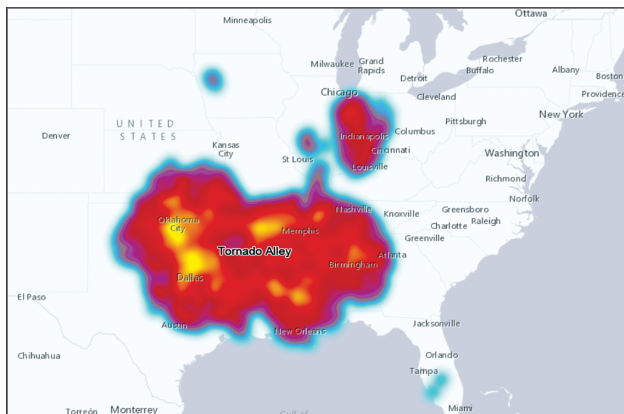 Minneapolis
Ottawa
Milwaukee
Grand
Rapids
Detroit
Rochester
Buffalo
Albany
Boston
Chicago
Cleveland
Providence
UNITED
STATES
Denver
Kansas
City
St Louis
Indianapolis
Columbus
Cincinnati
Pittsburgh
New York
Washington
Louisville
Richmond
Norfolk
Oklahoma
City
Memphis
Nashville
Knoxville
Greensboro
Raleigh
Charlotte
Greenville
Tornado Alley
Dallas
Birmingham
Atlanta
El Paso
Austin
New Orleans
Jacksonville
Chihuahua
Orlando
Tampa
Torreón
Monterrey
Gulf of
Miami